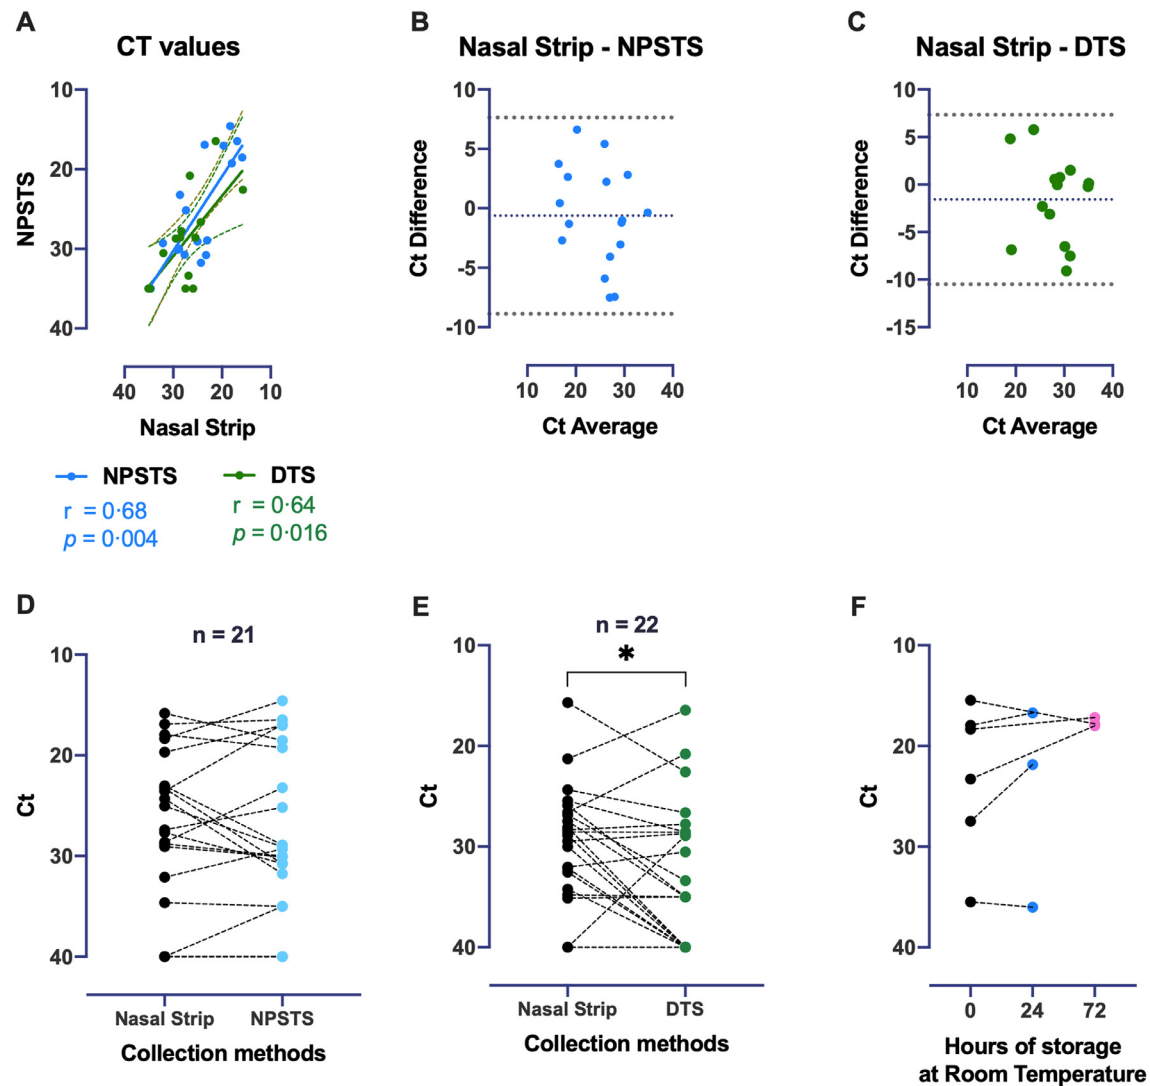 A
CT values
10
20
30
40
NPSTS
40 30 20 10
Nasal Strip
NPSTS
r = 0·68
p = 0·004
DTS
r = 0·64
p = 0·016
B
Nasal Strip - NPSTS
10
5
0
-5
-10
Ct Difference
10 20 30 40
Ct Average
C
Nasal Strip - DTS
10
5
0
-5
-10
-15
Ct Difference
10 20 30 40
Ct Average
D
n = 21
10
20
30
40
Ct
Nasal Strip NPSTS
Collection methods
E
n = 22
*
10
20
30
40
Ct
Nasal Strip DTS
Collection methods
F
10
20
30
40
Ct
0 24 72
Hours of storage
at Room Temperature